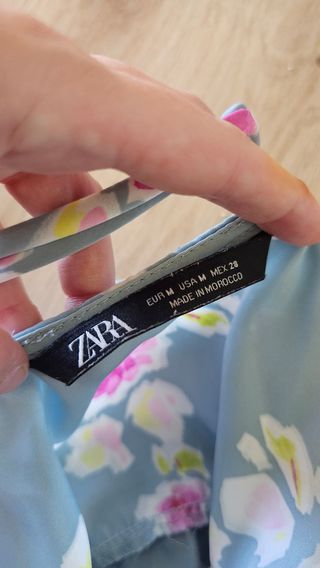 ZARA
EUR M USA M MEX 28
MADE IN MOROCCO